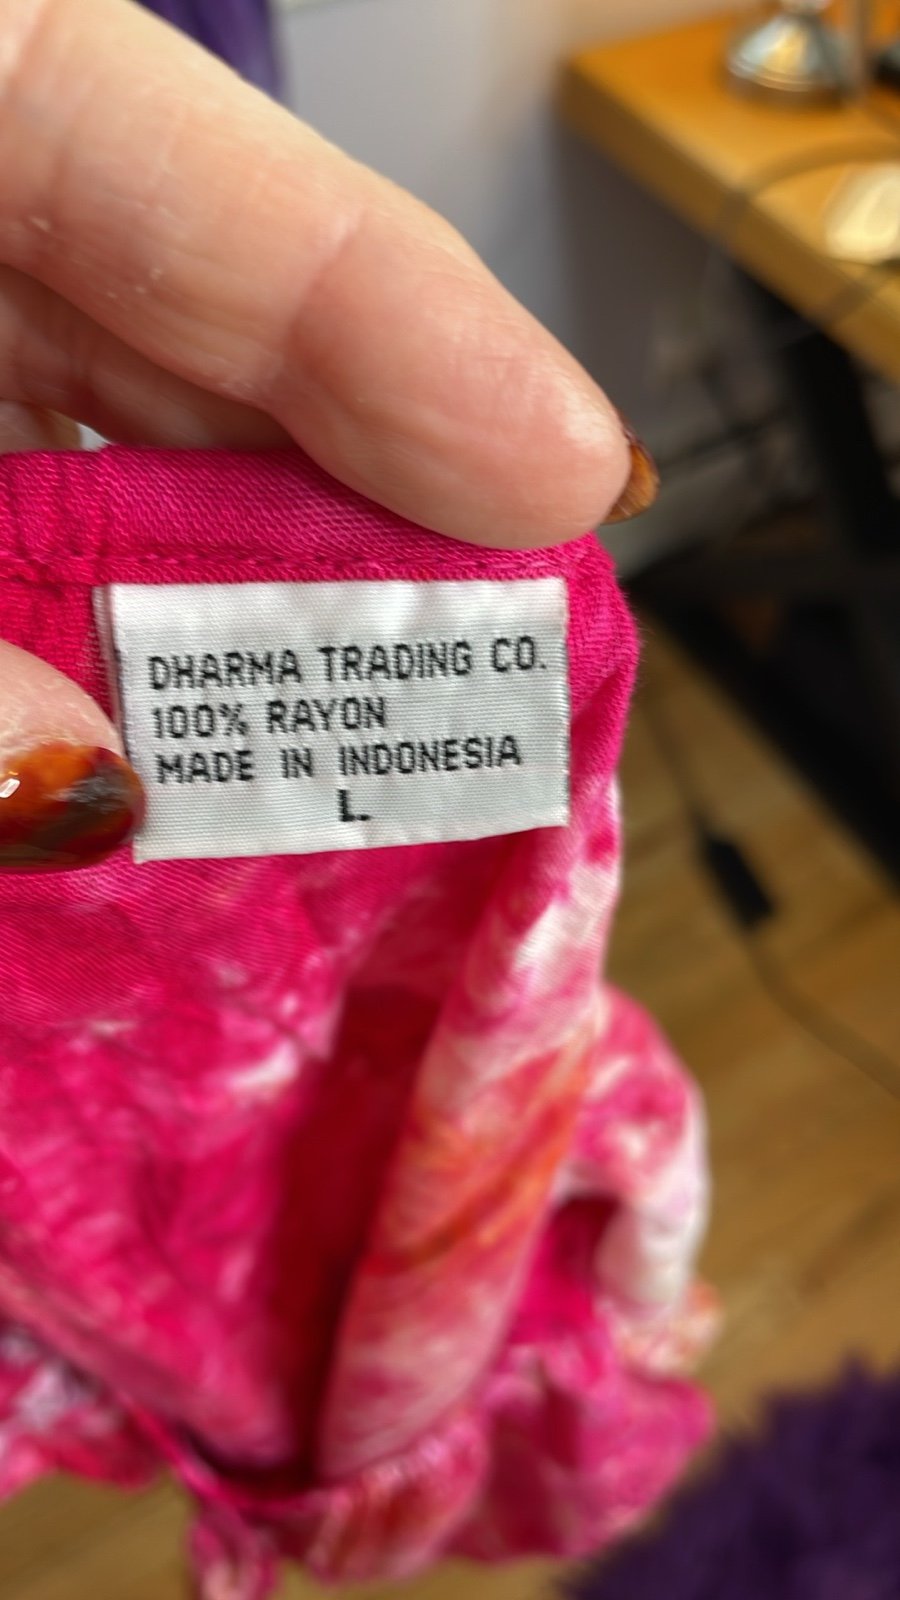 DHARMA TRADING CO.
100% RAYON
MADE IN INDONESIA
L.